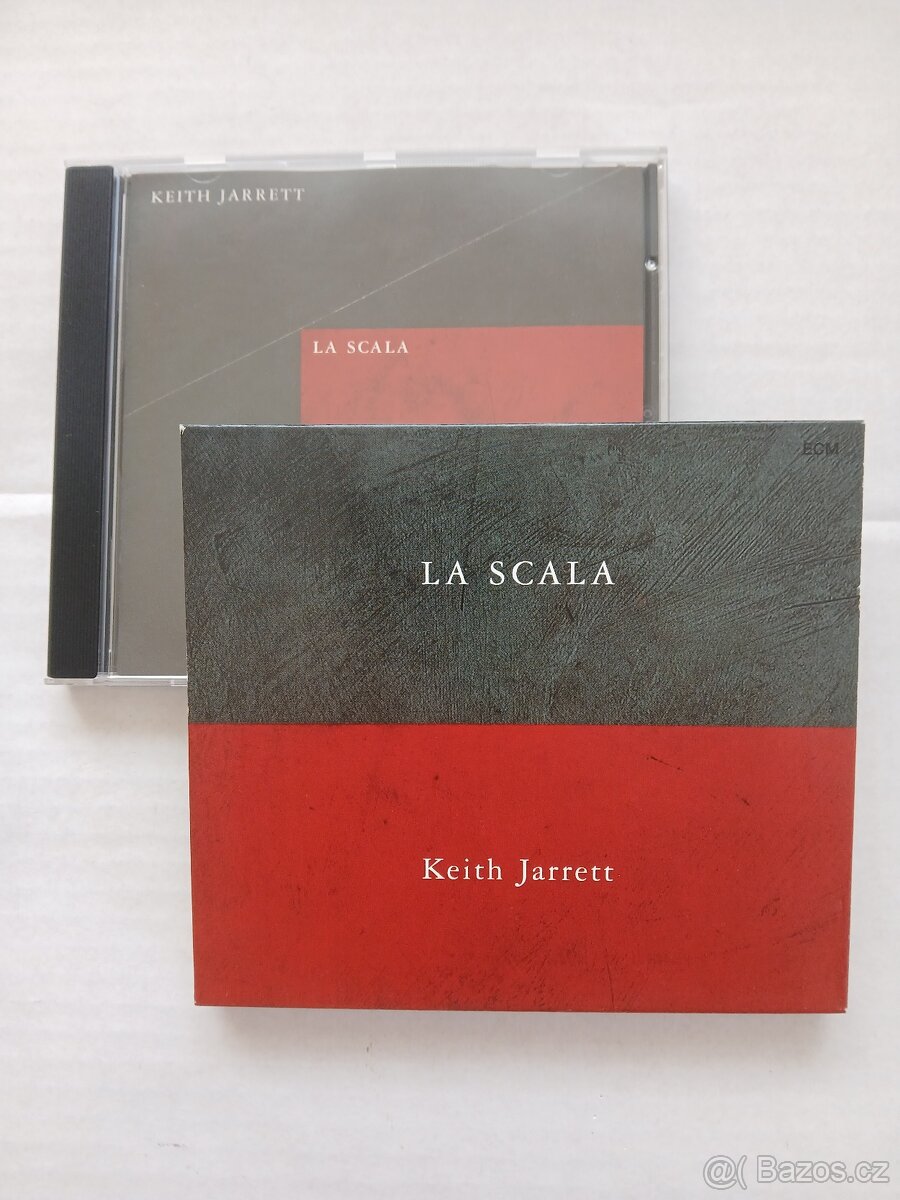 KEITH JARRETT
LA SCALA
ECM
LA SCALA
Keith Jarrett
@( Bazos.cz